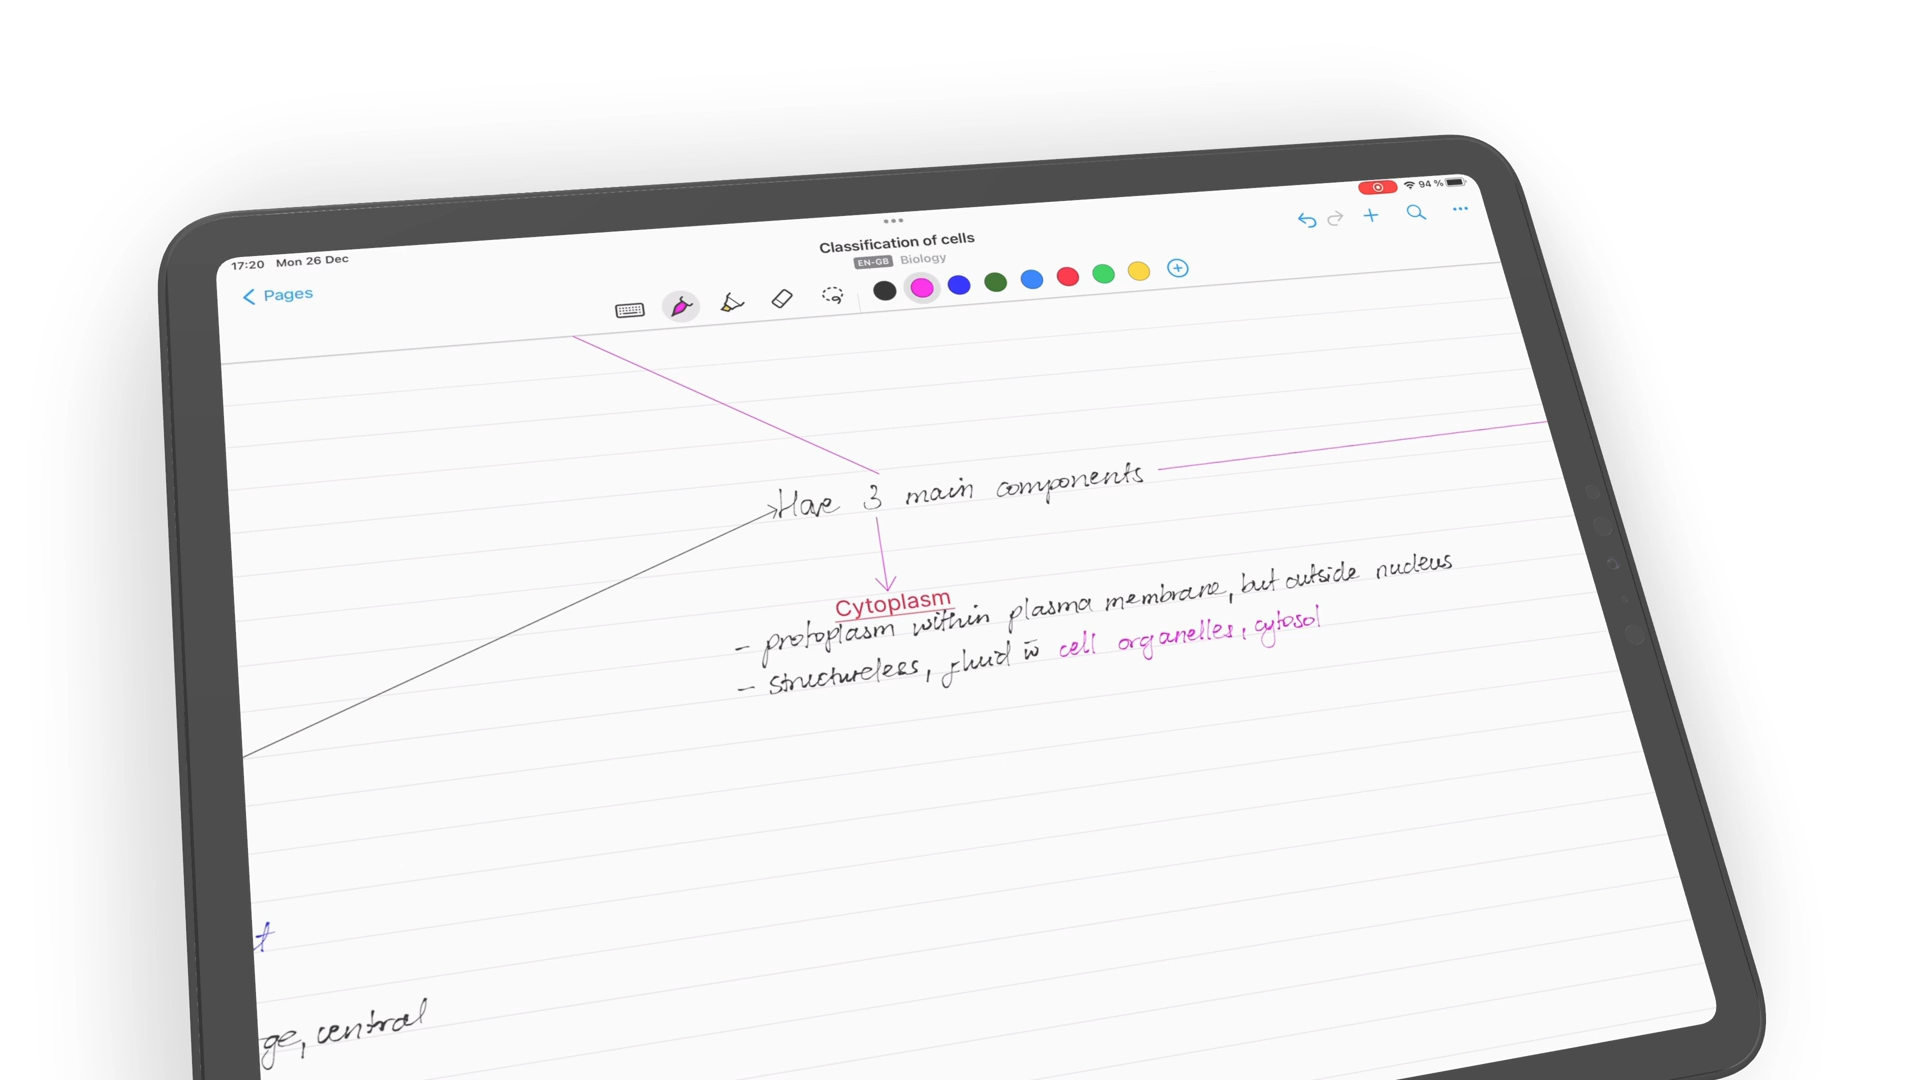 17:20 Mon 26 Dec
94 %
Pages
Classification of cells
EN-GB Biology
Have 3 main components
Cytoplasm
- protoplasm within plasma membrane, but outside nucleus
- structureless, fluid w̄ cell organelles, cytosol
t
ge, central